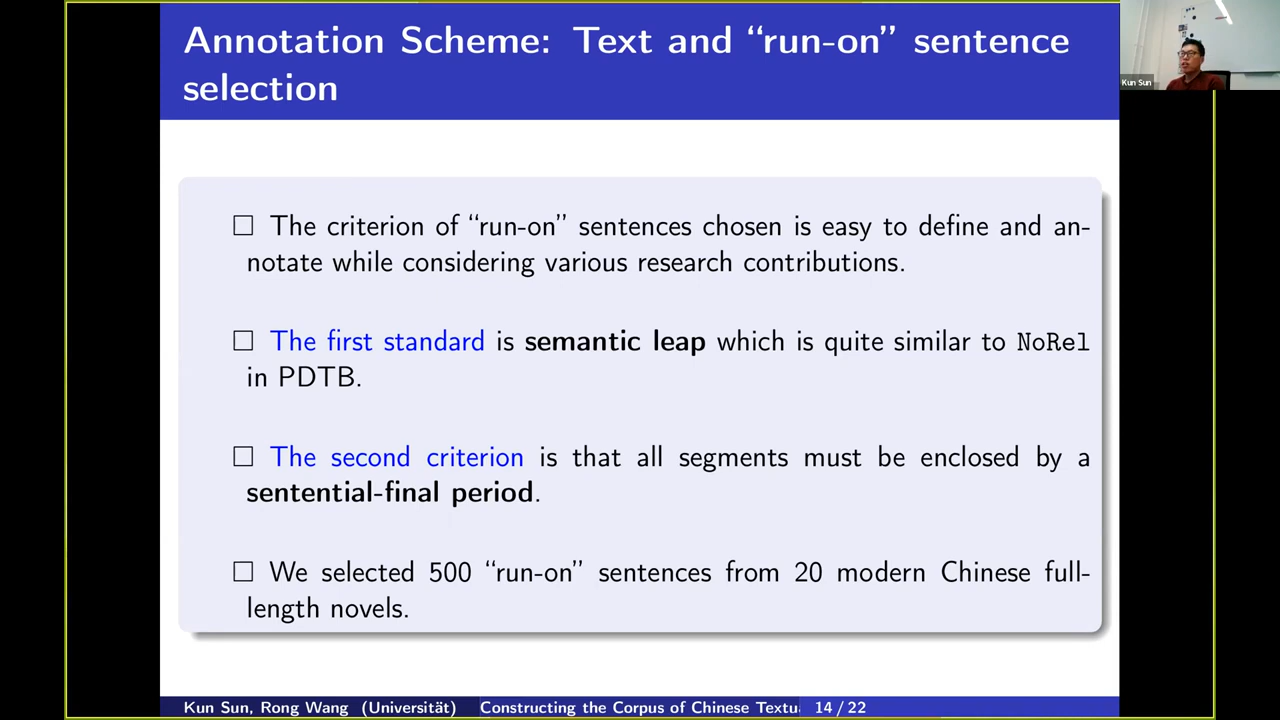 Annotation Scheme: Text and “run-on” sentence
selection
Kun Sun
☐ The criterion of “run-on” sentences chosen is easy to define and an-
notate while considering various research contributions.
☐ The first standard is semantic leap which is quite similar to NoRel
in PDTB.
☐ The second criterion is that all segments must be enclosed by a
sentential-final period.
☐ We selected 500 “run-on” sentences from 20 modern Chinese full-
length novels.
Kun Sun, Rong Wang (Universität) Constructing the Corpus of Chinese Textu 14 / 22